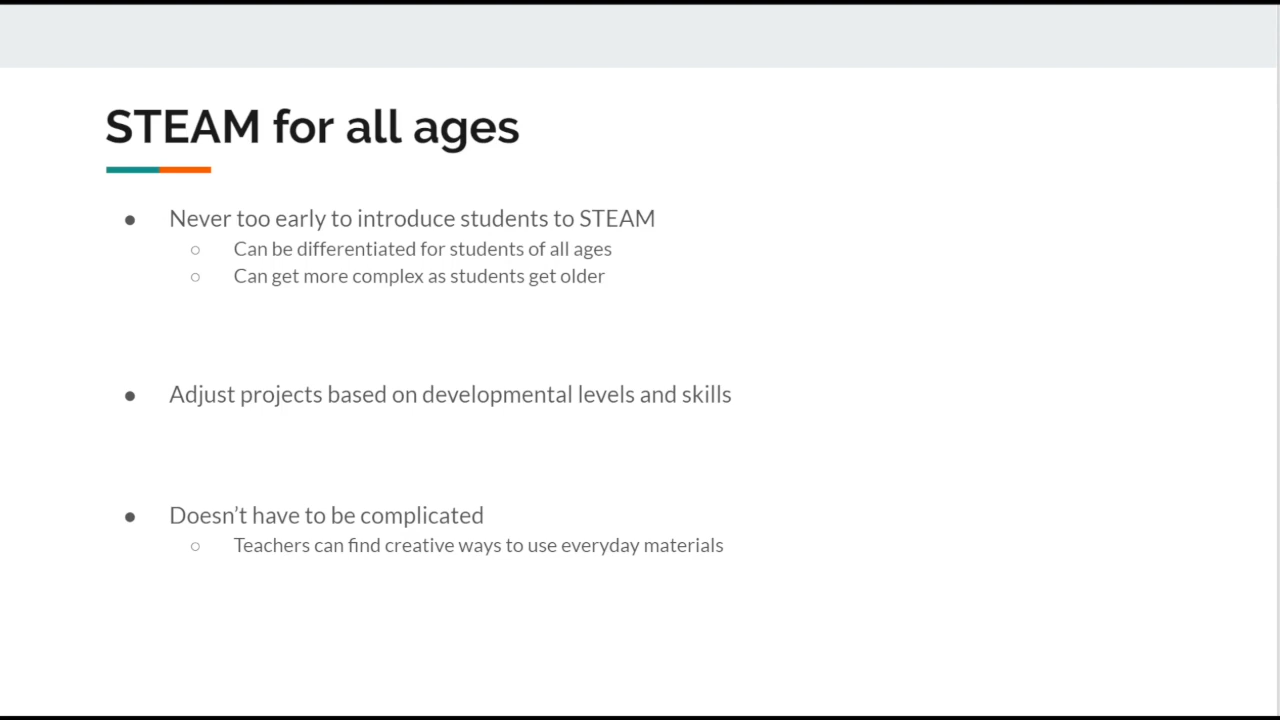 STEAM for all ages
● Never too early to introduce students to STEAM
○ Can be differentiated for students of all ages
○ Can get more complex as students get older
● Adjust projects based on developmental levels and skills
● Doesn’t have to be complicated
○ Teachers can find creative ways to use everyday materials